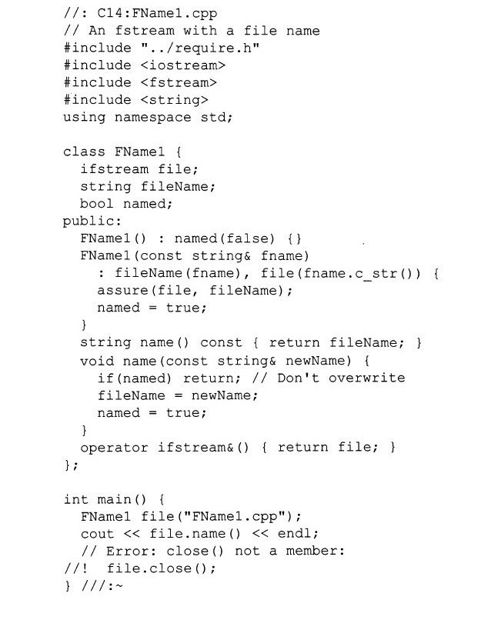 //: C14:FName1.cpp
// An fstream with a file name
#include "../require.h"
#include <iostream>
#include <fstream>
#include <string>
using namespace std;

class FName1 {
  ifstream file;
  string fileName;
  bool named;
public:
  FName1() : named(false) {}
  FName1(const string& fname)
    : fileName(fname), file(fname.c_str()) {
    assure(file, fileName);
    named = true;
  }
  string name() const { return fileName; }
  void name(const string& newName) {
    if(named) return; // Don't overwrite
    fileName = newName;
    named = true;
  }
  operator ifstream&() { return file; }
};

int main() {
  FName1 file("FName1.cpp");
  cout << file.name() << endl;
  // Error: close() not a member:
//!  file.close();
} ///:~